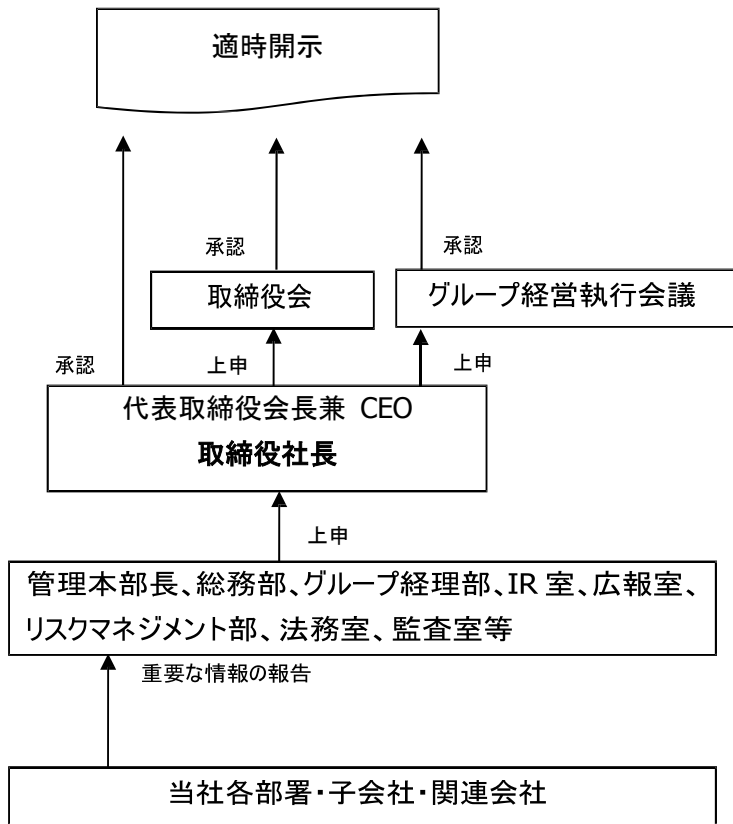 適時開示
承認
承認
取締役会
グループ経営執行会議
承認
上申
上申
代表取締役会長兼 CEO
取締役社長
上申
管理本部長、総務部、グループ経理部、IR 室、広報室、
リスクマネジメント部、法務室、監査室等
重要な情報の報告
当社各部署・子会社・関連会社